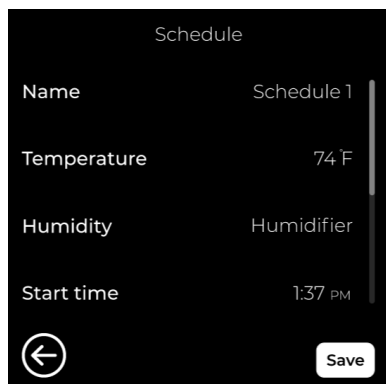 Schedule
Name Schedule 1
Temperature 74°F
Humidity Humidifier
Start time 1:37 PM
Save